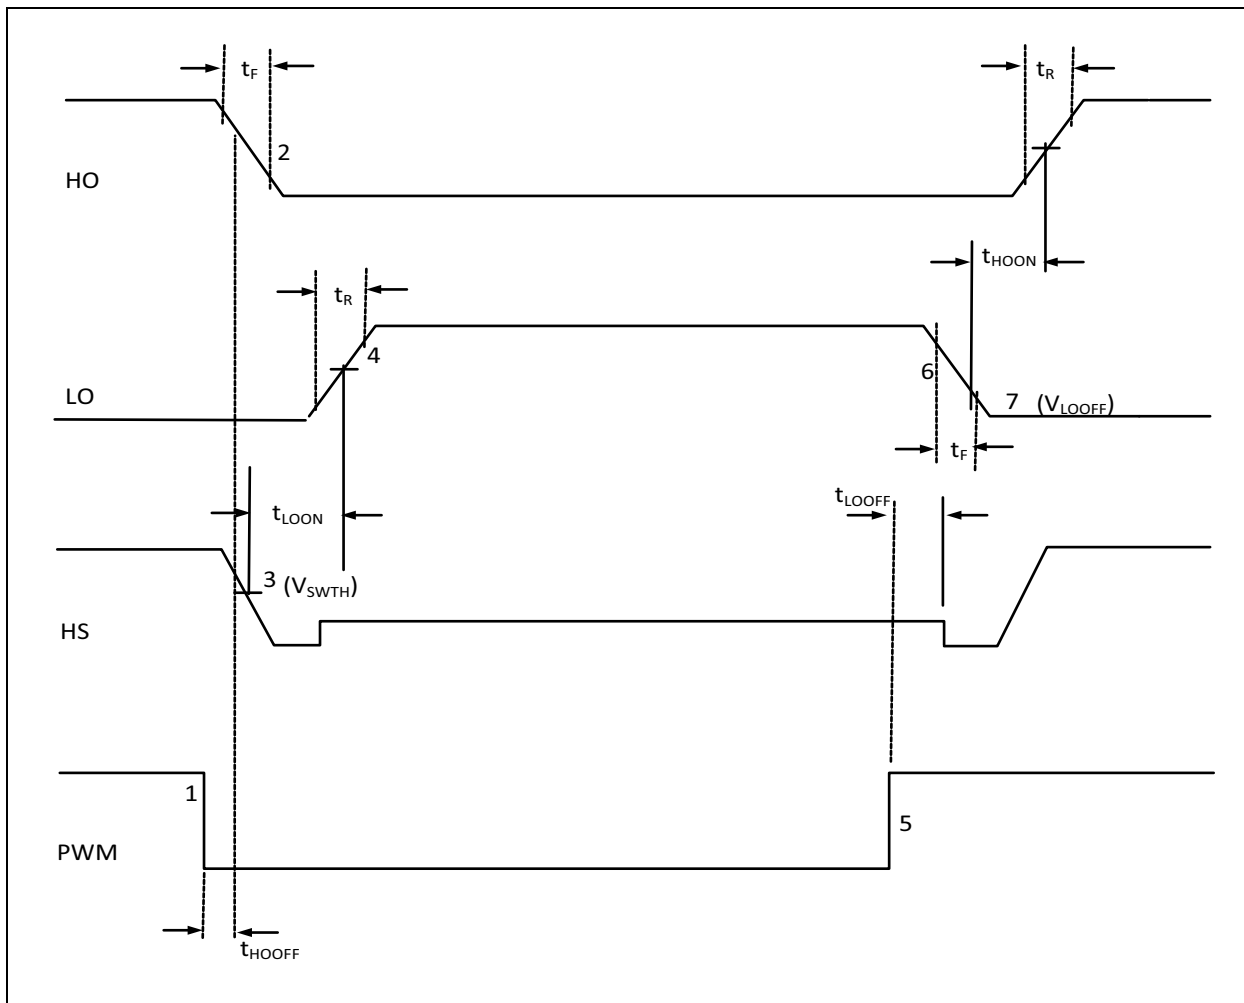 tF
tR
2
HO
tHOON
tR
4
6
LO
7 (VLOOFF)
tF
tLOOFF
tLOON
3 (VSWTH)
HS
1
5
PWM
tHOOFF